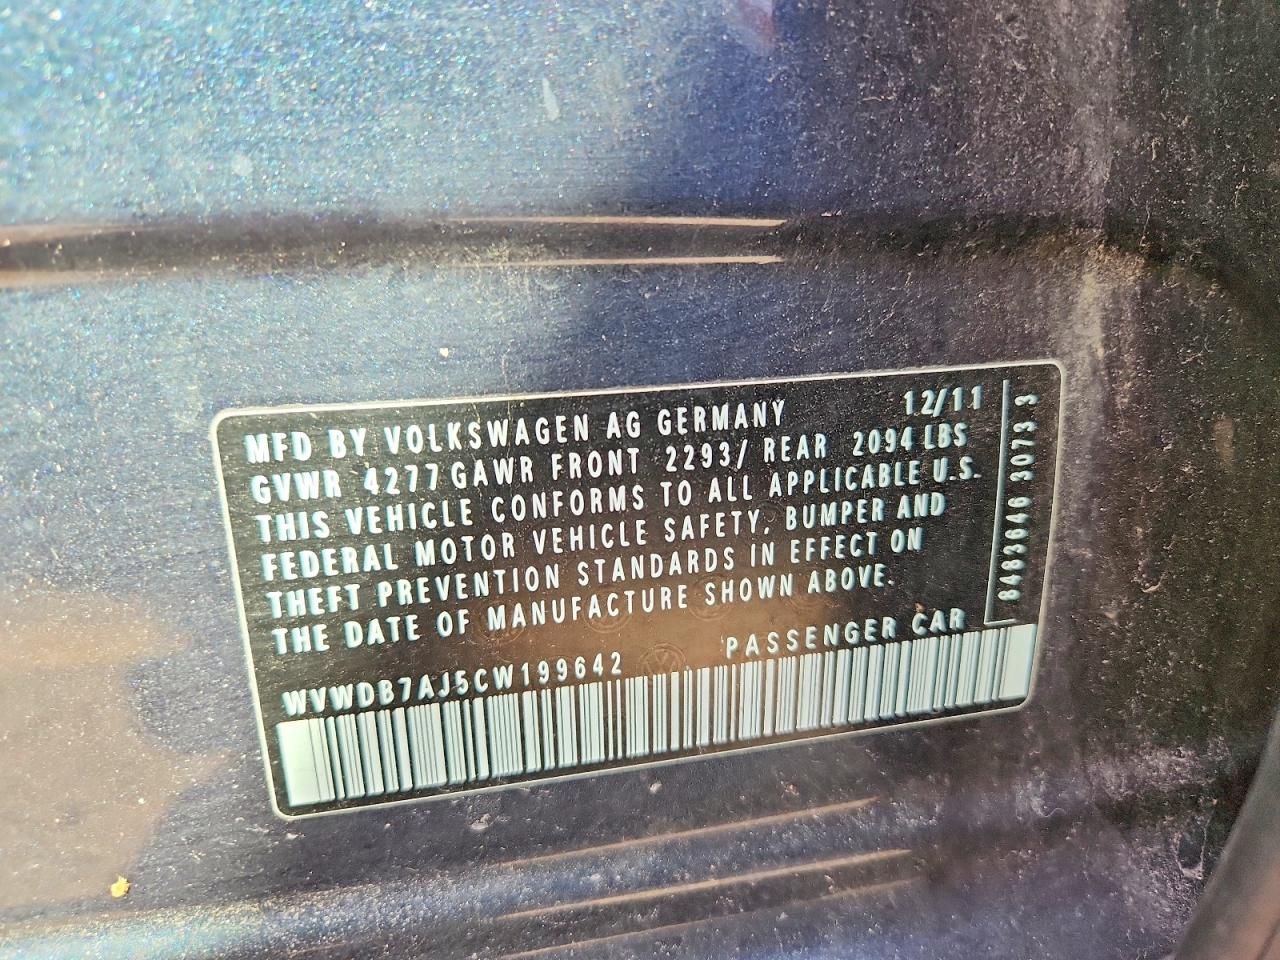 MFD BY VOLKSWAGEN AG GERMANY 12/11
GVWR 4277 GAWR FRONT 2293/ REAR 2094 LBS
THIS VEHICLE CONFORMS TO ALL APPLICABLE U.S.
FEDERAL MOTOR VEHICLE SAFETY, BUMPER AND
THEFT PREVENTION STANDARDS IN EFFECT ON
THE DATE OF MANUFACTURE SHOWN ABOVE.
WVWDB7AJ5CW199642 PASSENGER CAR
8483646 3073 3